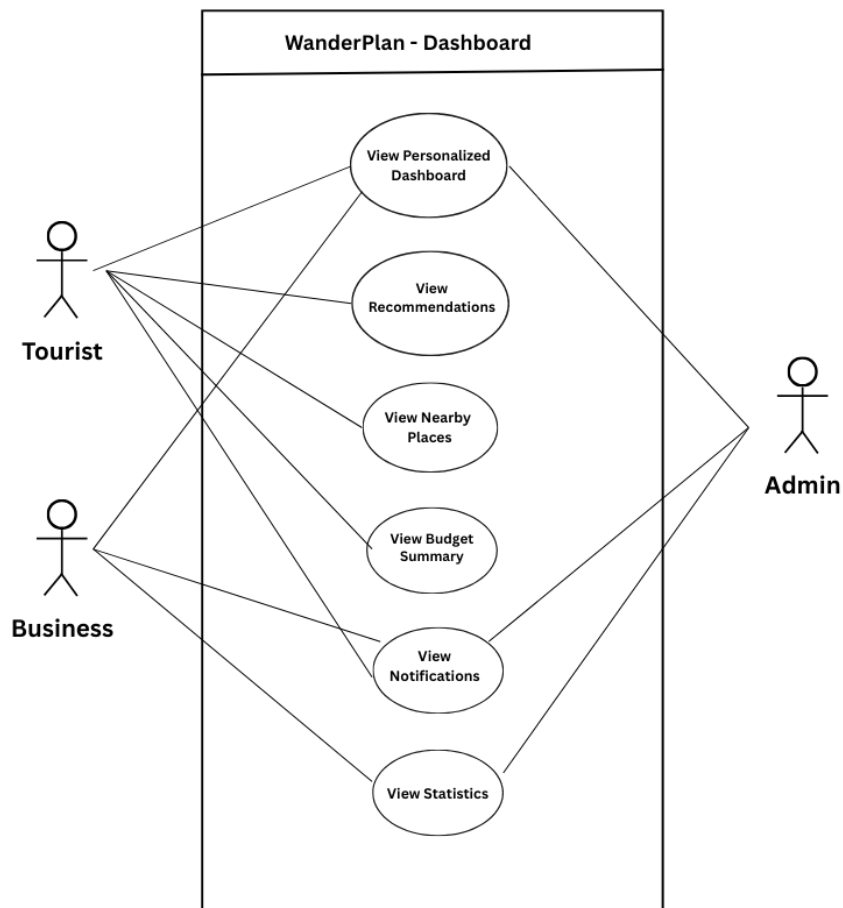 WanderPlan - Dashboard
View Personalized
Dashboard
View
Recommendations
Tourist
View Nearby
Places
Admin
View Budget
Summary
Business
View
Notifications
View Statistics